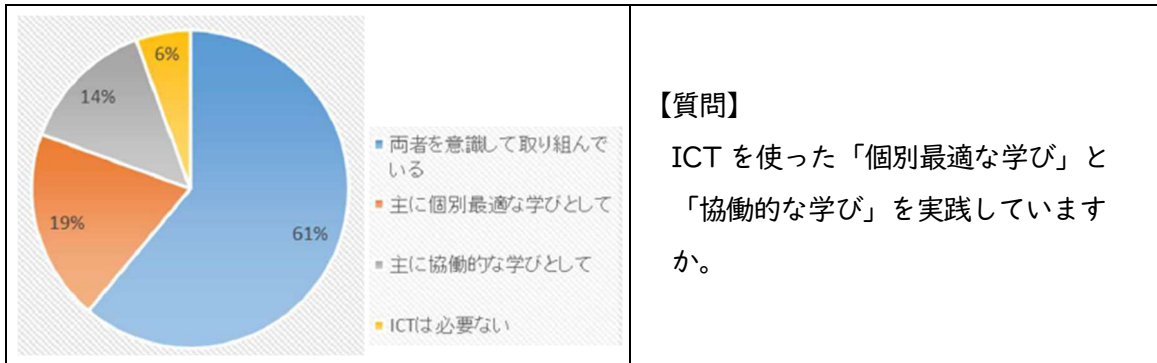 6%
14%
19%
61%
両者を意識して取り組んで
いる
主に個別最適な学びとして
主に協働的な学びとして
ICTは必要ない
【質問】
ICT を使った「個別最適な学び」と
「協働的な学び」を実践しています
か。